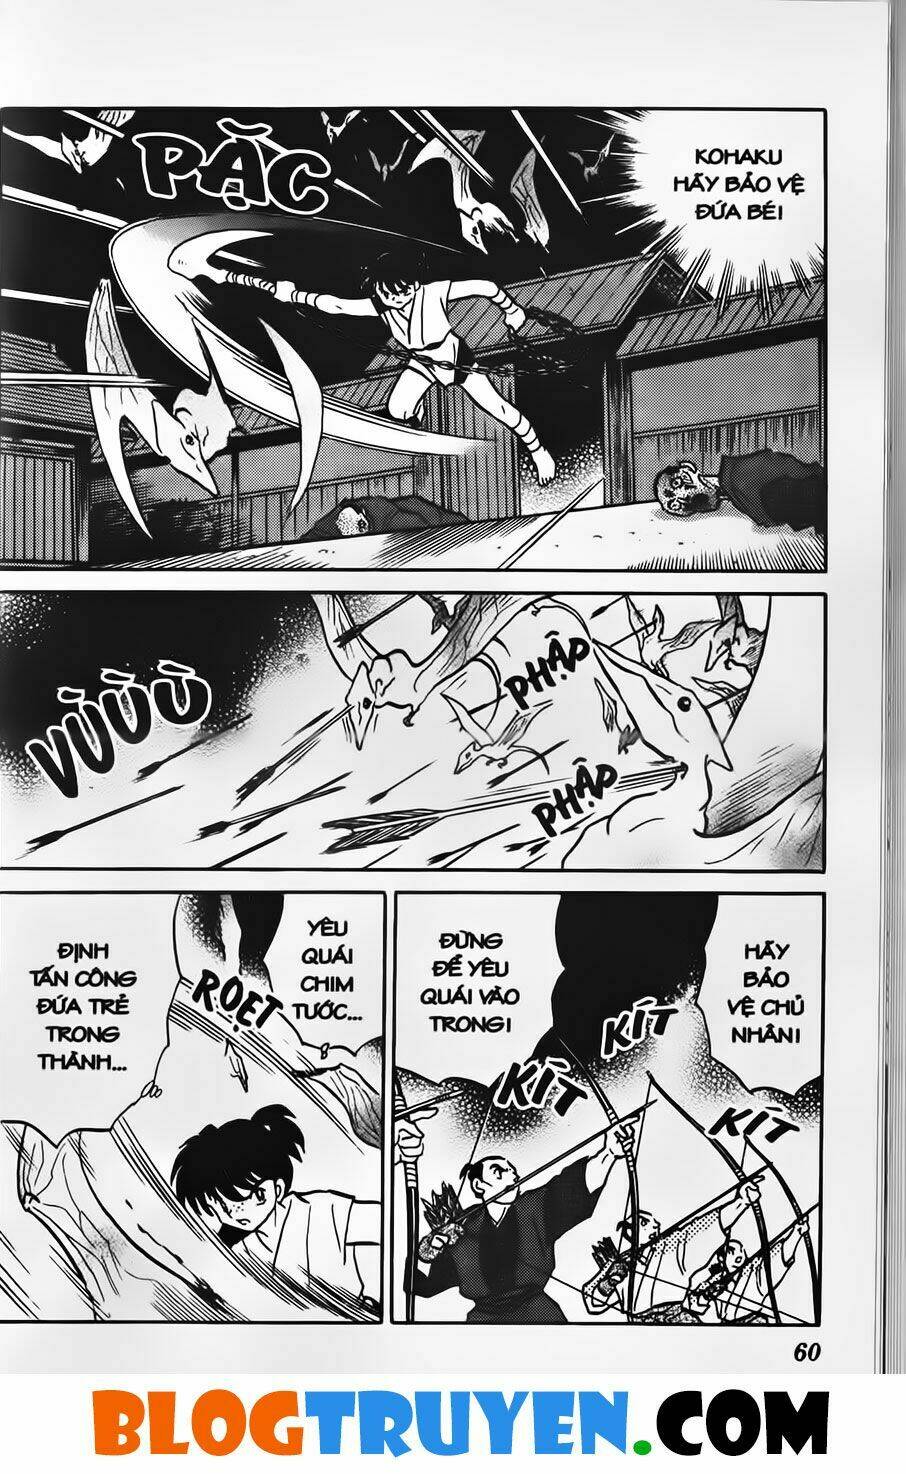 PẶC
KOHAKU
HÃY BẢO VỆ
ĐỨA BÉ!
VÙÙÙ
PHẬP
PHẬP
HÃY
BẢO
VỆ CHỦ
NHÂN!
ĐỪNG
ĐỂ YÊU
QUÁI VÀO
TRONG!
KÍT
KÍT
KÍT
YÊU
QUÁI
CHIM
TƯỚC...
ROẸT
ĐỊNH
TẤN CÔNG
ĐỨA TRẺ
TRONG
THÀNH...
60
BLOGTRUYEN.COM